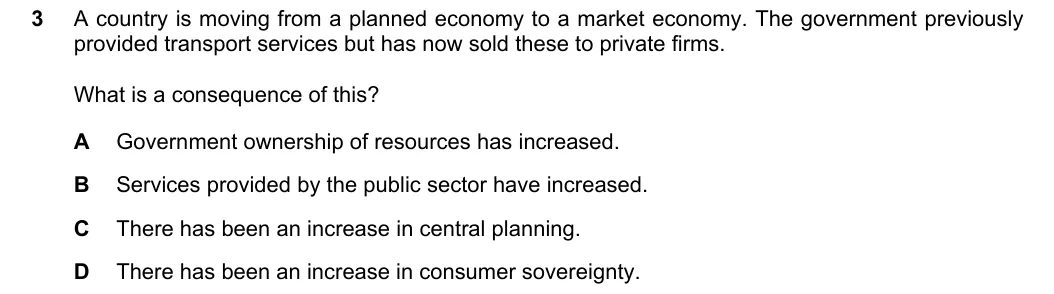 3 A country is moving from a planned economy to a market economy. The government previously
provided transport services but has now sold these to private firms.
What is a consequence of this?
A Government ownership of resources has increased.
B Services provided by the public sector have increased.
C There has been an increase in central planning.
D There has been an increase in consumer sovereignty.